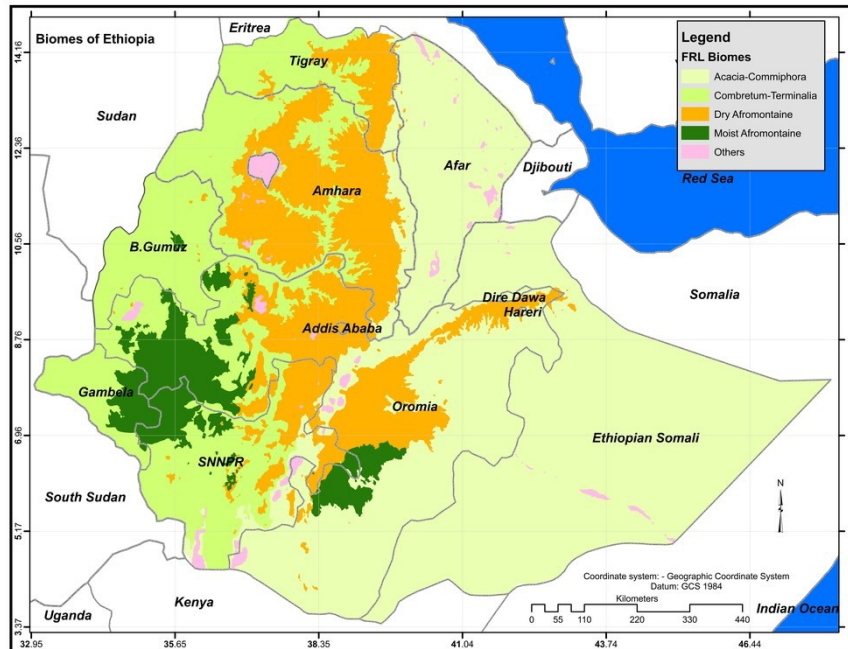 Biomes of Ethiopia
Eritrea
Legend
FRL Biomes
Acacia-Commiphora
Combretum-Terminalia
Dry Afromontaine
Moist Afromontaine
Others
Tigray
Sudan
Afar
Djibouti
Red Sea
Amhara
B.Gumuz
Somalia
Dire Dawa
Hareri
Addis Ababa
Gambela
Oromia
Ethiopian Somali
SNNPR
South Sudan
N
Coordinate system: - Geographic Coordinate System
Datum: GCS 1984
Kilometers
0 55 110 220 330 440
Kenya
Uganda
Indian Ocean
14.16
12.36
10.56
8.76
6.96
5.17
3.37
32.95 35.65 38.35 41.04 43.74 46.44